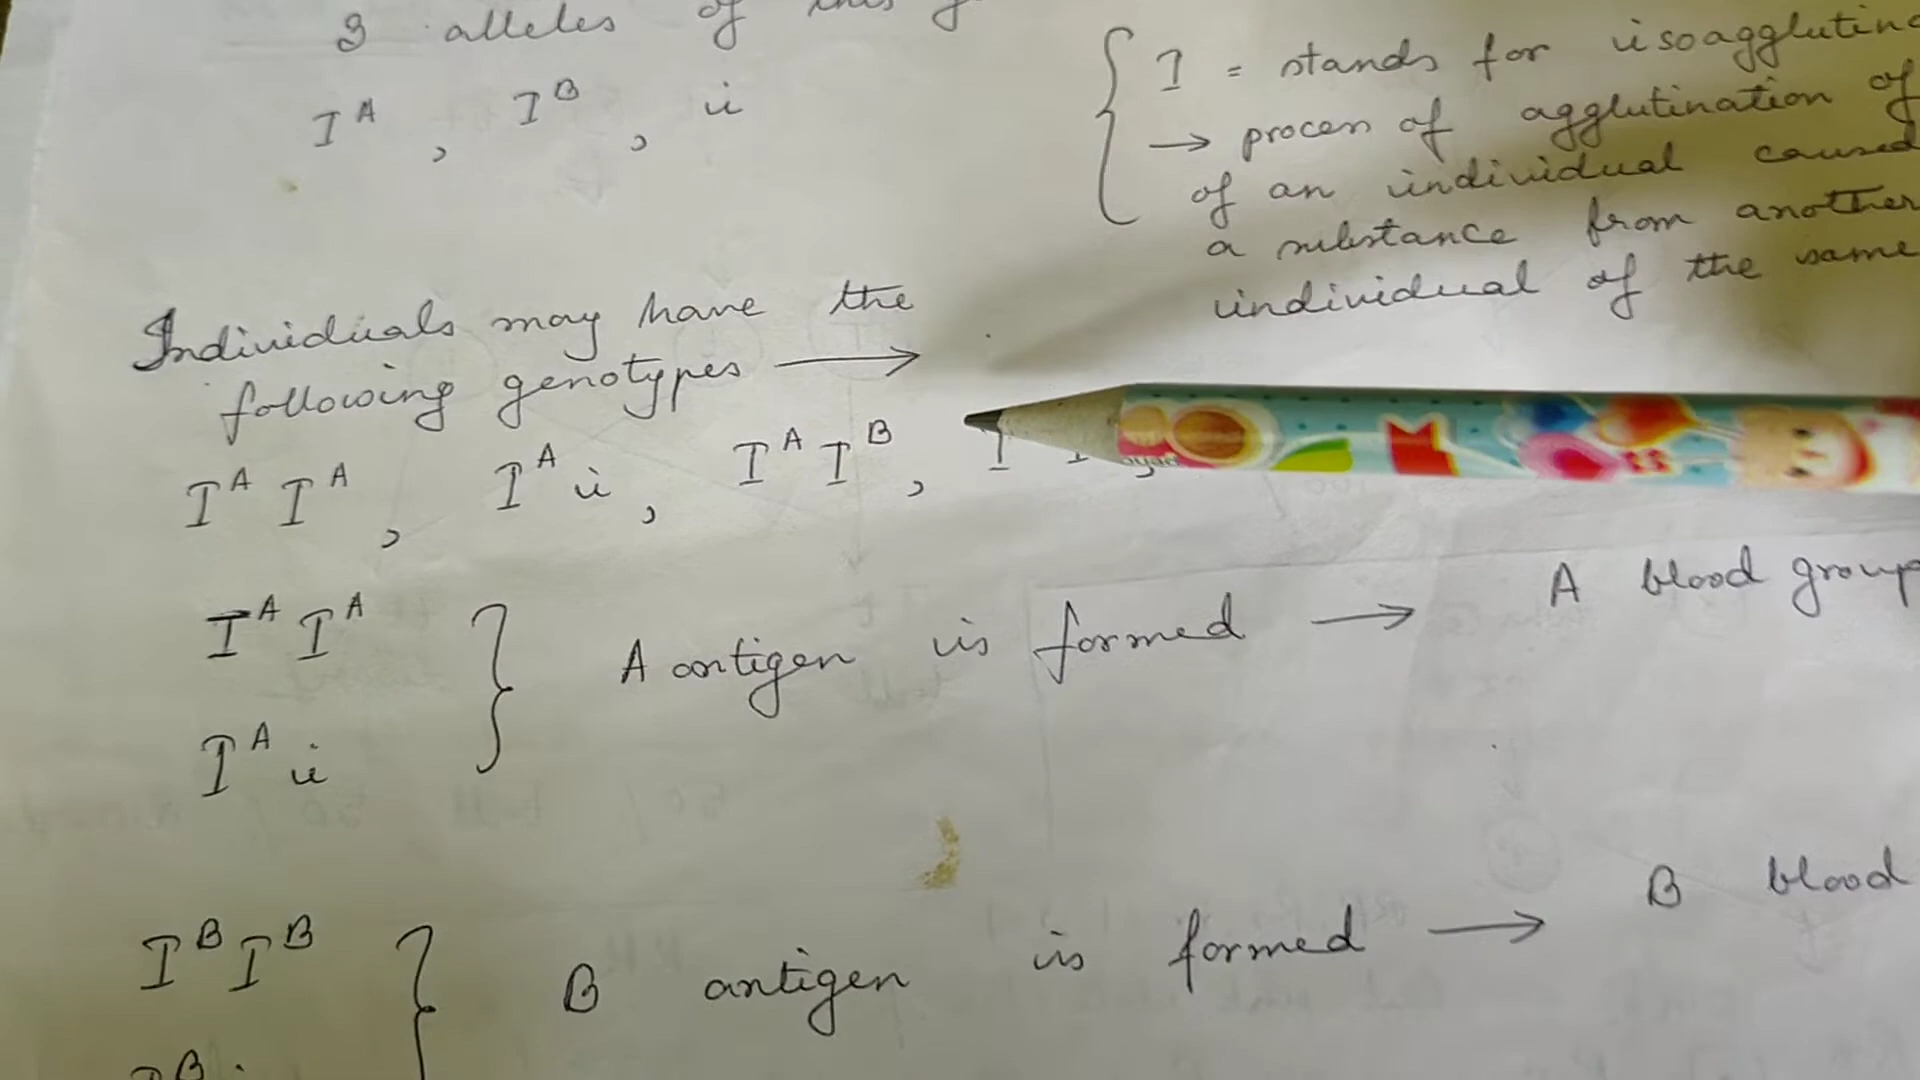 3 alleles of this
I^A , I^B , i
{ I = stands for
→ process of agglutination of
of an individual caused
a substance from another
individual of the same
Individuals may have the
following genotypes →
I^A I^A , I^A i , I^A I^B ,
I^A I^A
I^A i
} A antigen is formed → A blood group
I^B I^B
} B antigen is formed → B blood